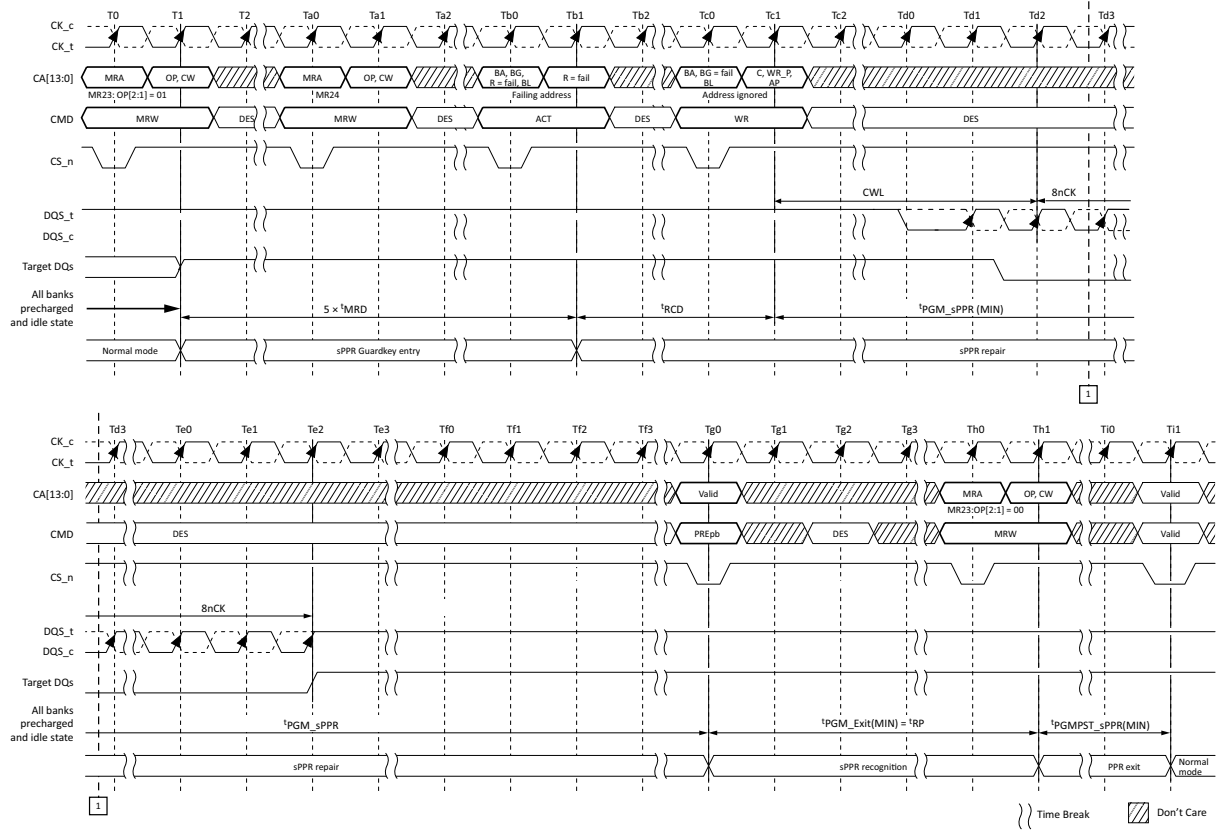 T0 T1 T2 Ta0 Ta1 Ta2 Tb0 Tb1 Tb2 Tc0 Tc1 Tc2 Td0 Td1 Td2 Td3
CK_c
CK_t
CA[13:0] MRA OP, CW MRA OP, CW BA, BG, R = fail, BL R = fail BA, BG = fail BL C, WR_P, AP
MR23: OP[2:1] = 01 MR24 Failing address Address ignored
CMD MRW DES MRW DES ACT DES WR DES
CS_n
CWL 8nCK
DQS_t
DQS_c
Target DQs
All banks
precharged
and idle state
5 × tMRD tRCD tPGM_sPPR (MIN)
Normal mode sPPR Guardkey entry sPPR repair
1
Td3 Te0 Te1 Te2 Te3 Tf0 Tf1 Tf2 Tf3 Tg0 Tg1 Tg2 Tg3 Th0 Th1 Ti0 Ti1
CK_c
CK_t
CA[13:0] Valid MRA OP, CW Valid
MR23:OP[2:1] = 00
CMD DES PREpb DES MRW Valid
CS_n
8nCK
DQS_t
DQS_c
Target DQs
All banks
precharged
and idle state
tPGM_sPPR tPGM_Exit(MIN) = tRP tPGMPST_sPPR(MIN)
sPPR repair sPPR recognition PPR exit Normal mode
1
Time Break Don't Care